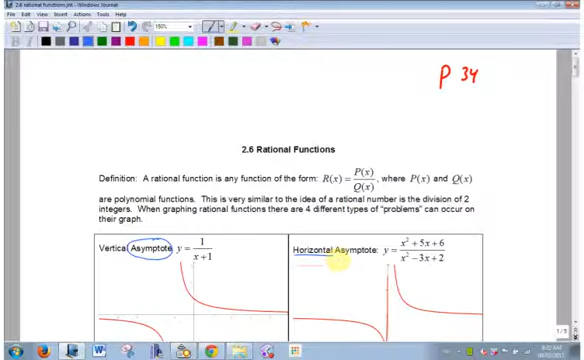 2.6 rational functions.jnt - Windows Journal
File Edit View Insert Actions Tools Help
150%
P 34
2.6 Rational Functions
Definition: A rational function is any function of the form: R(x) = P(x)/Q(x), where P(x) and Q(x)
are polynomial functions. This is very similar to the idea of a rational number is the division of 2
integers. When graphing rational functions there are 4 different types of "problems" can occur on
their graph.
Vertical Asymptote y = 1/(x+1)
Horizontal Asymptote: y = (x² + 5x + 6)/(x² − 3x + 2)